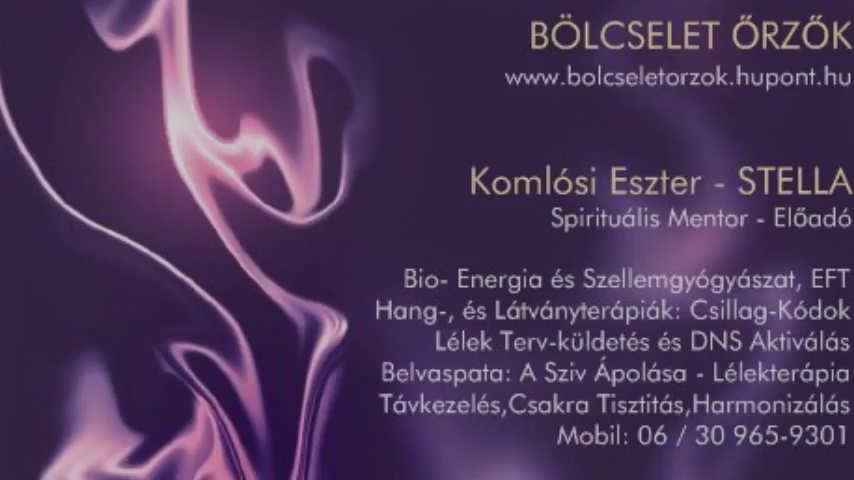 BÖLCSELET ŐRZŐK
www.bolcseletorzok.hupont.hu
Komlósi Eszter - STELLA
Spirituális Mentor - Előadó
Bio- Energia és Szellemgyógyászat, EFT
Hang-, és Látványterápiák: Csillag-Kódok
Lélek Terv-küldetés és DNS Aktiválás
Belvaspata: A Sziv Ápolása - Lélekterápia
Távkezelés,Csakra Tisztitás,Harmonizálás
Mobil: 06 / 30 965-9301